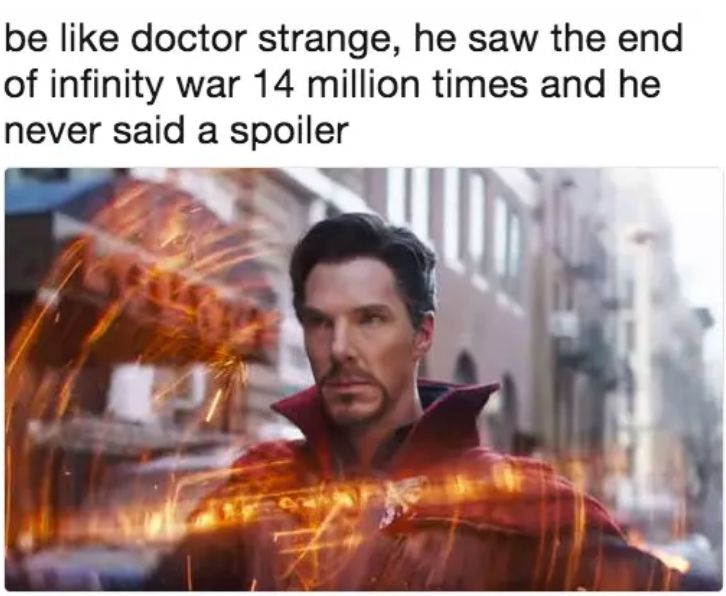 be like doctor strange, he saw the end
of infinity war 14 million times and he
never said a spoiler